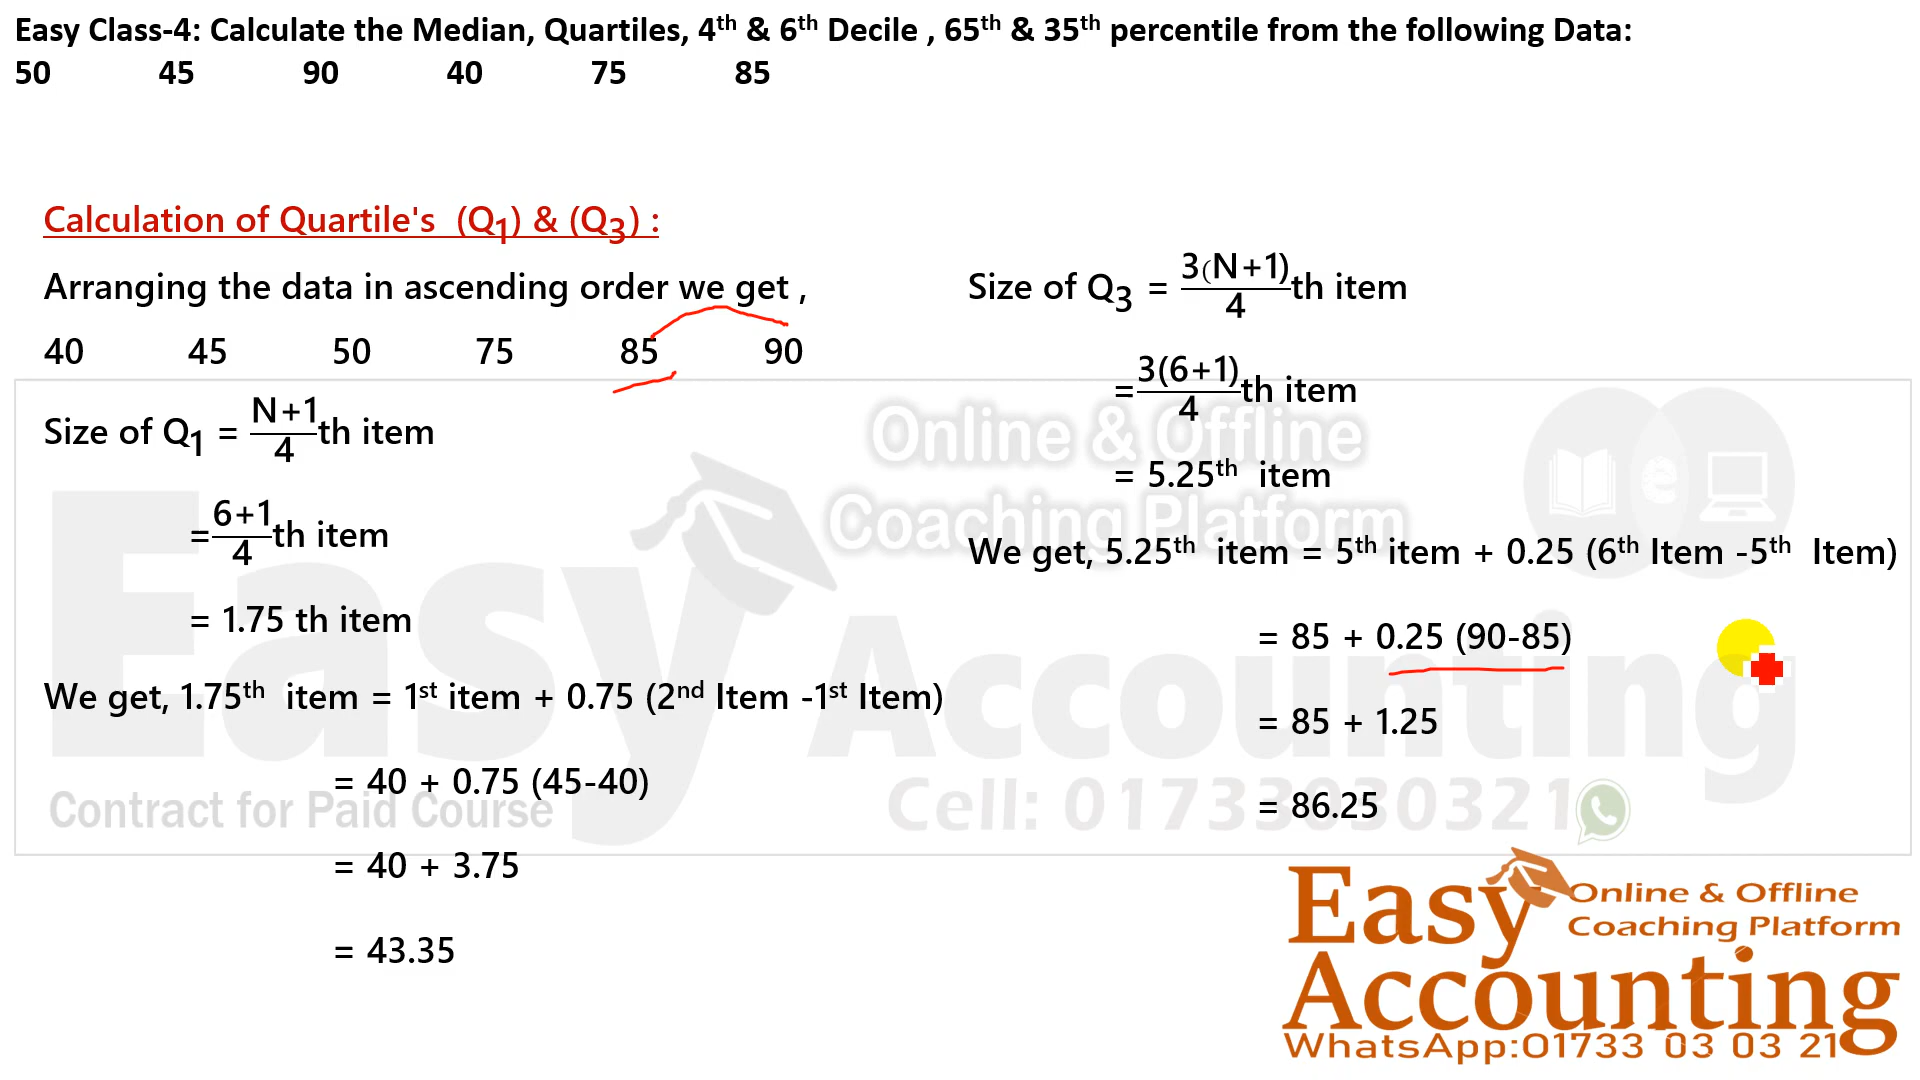 Easy Class-4: Calculate the Median, Quartiles, 4th & 6th Decile , 65th & 35th percentile from the following Data:
50 45 90 40 75 85
Calculation of Quartile's (Q1) & (Q3) :
Arranging the data in ascending order we get ,
40 45 50 75 85 90
Size of Q1 = N+1/4 th item
= 6+1/4 th item
= 1.75 th item
We get, 1.75th item = 1st item + 0.75 (2nd Item -1st Item)
= 40 + 0.75 (45-40)
= 40 + 3.75
= 43.35
Size of Q3 = 3(N+1)/4 th item
= 3(6+1)/4 th item
= 5.25th item
We get, 5.25th item = 5th item + 0.25 (6th Item -5th Item)
= 85 + 0.25 (90-85)
= 85 + 1.25
= 86.25
Online & Offline
Coaching Platform
Easy Accounting
Contract for Paid Course
Cell: 01733030321
Easy
Online & Offline
Coaching Platform
Accounting
WhatsApp:01733 03 03 21